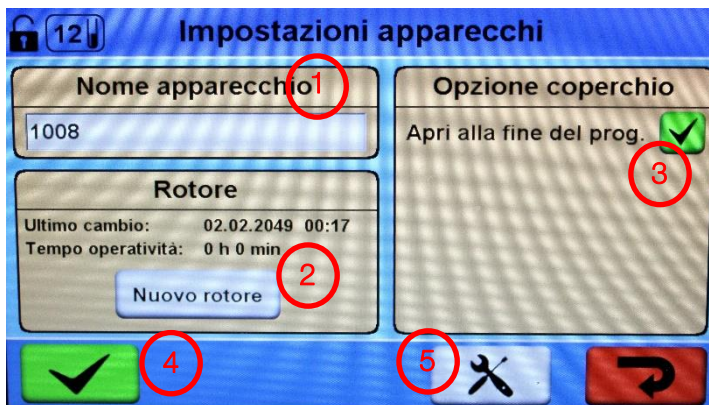 12
Impostazioni apparecchi
Nome apparecchio
1
1008
Rotore
Ultimo cambio: 02.02.2049 00:17
Tempo operatività: 0 h 0 min
2
Nuovo rotore
Opzione coperchio
Apri alla fine del prog.
3
4
5